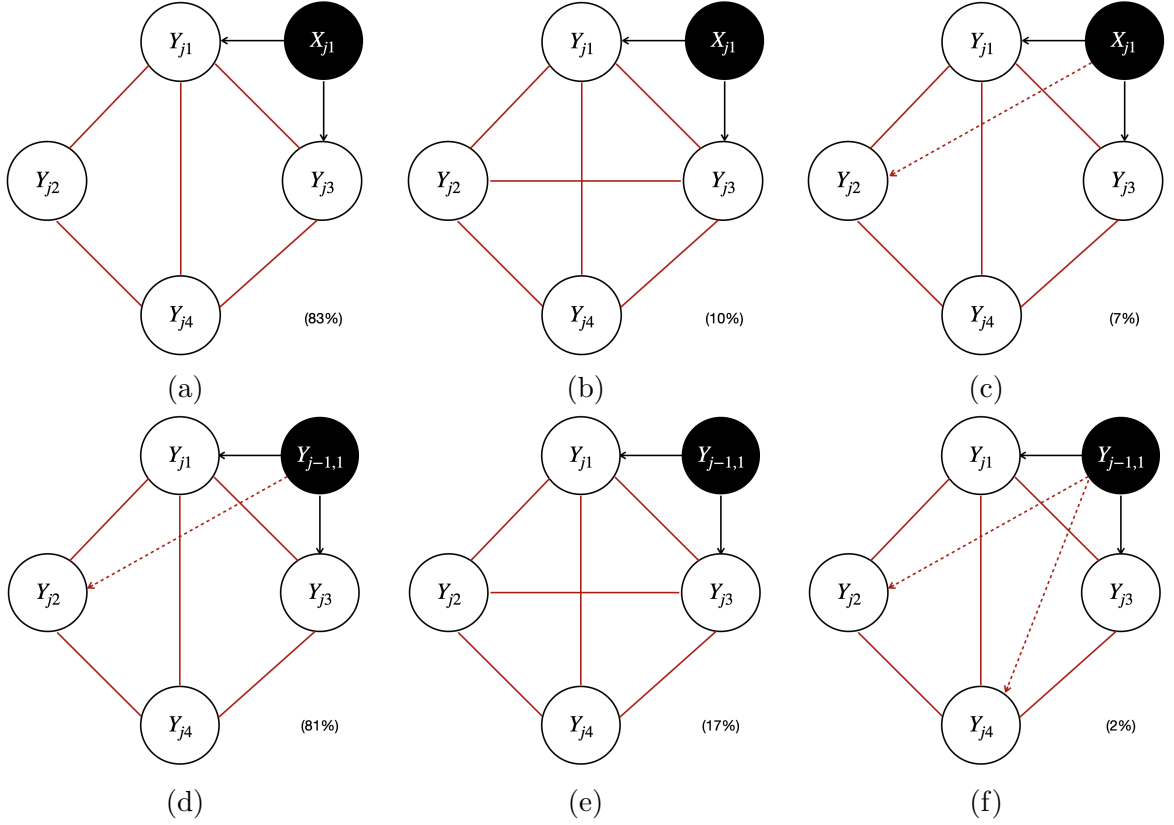 Y_{j1} X_{j1} Y_{j1} X_{j1} Y_{j1} X_{j1}
Y_{j2} Y_{j3} Y_{j2} Y_{j3} Y_{j2} Y_{j3}
Y_{j4} (83%) Y_{j4} (10%) Y_{j4} (7%)
(a) (b) (c)
Y_{j1} Y_{j−1,1} Y_{j1} Y_{j−1,1} Y_{j1} Y_{j−1,1}
Y_{j2} Y_{j3} Y_{j2} Y_{j3} Y_{j2} Y_{j3}
Y_{j4} (81%) Y_{j4} (17%) Y_{j4} (2%)
(d) (e) (f)